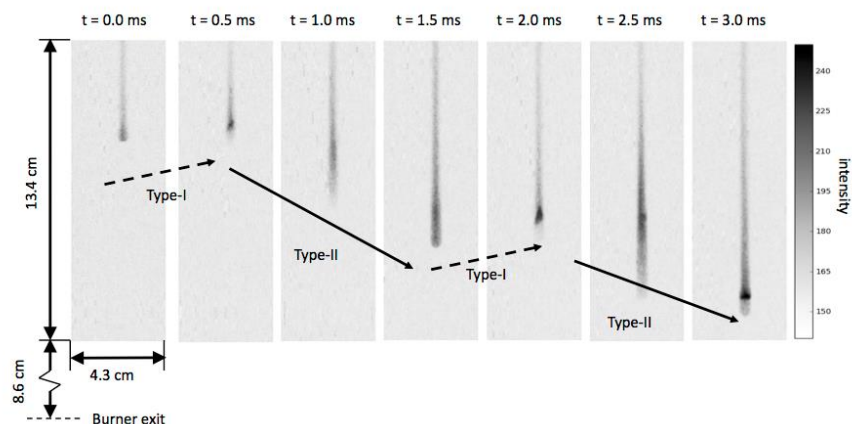 t = 0.0 ms
t = 0.5 ms
t = 1.0 ms
t = 1.5 ms
t = 2.0 ms
t = 2.5 ms
t = 3.0 ms
13.4 cm
Type-I
Type-II
Type-I
Type-II
240
225
210
195
180
165
150
intensity
4.3 cm
8.6 cm
Burner exit